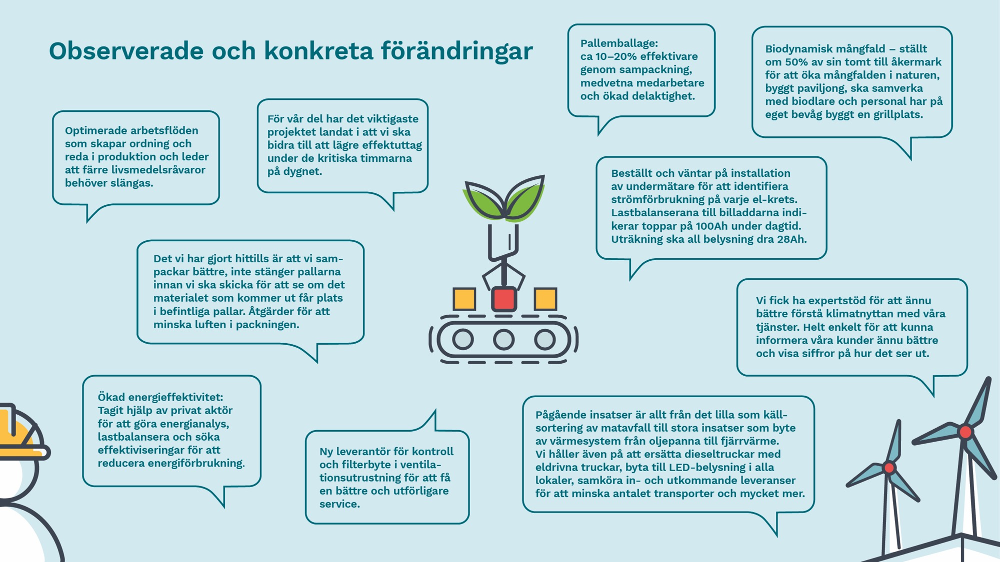 Observerade och konkreta förändringar
Optimerade arbetsflöden
som skapar ordning och
reda i produktion och leder
att färre livsmedelsråvaror
behöver slängas.
För vår del har det viktigaste
projektet landat i att vi ska
bidra till att lägre effektuttag
under de kritiska timmarna
på dygnet.
Pallemballage:
ca 10–20% effektivare
genom sampackning,
medvetna medarbetare
och ökad delaktighet.
Biodynamisk mångfald – ställt
om 50% av sin tomt till åkermark
för att öka mångfalden i naturen,
byggt paviljong, ska samverka
med biodlare och personal har på
eget bevåg byggt en grillplats.
Beställt och väntar på installation
av undermätare för att identifiera
strömförbrukning på varje el-krets.
Lastbalanserana till billaddarna indi-
kerar toppar på 100Ah under dagtid.
Uträkning ska all belysning dra 28Ah.
Det vi har gjort hittills är att vi sam-
packar bättre, inte stänger pallarna
innan vi ska skicka för att se om det
materialet som kommer ut får plats
i befintliga pallar. Åtgärder för att
minska luften i packningen.
Vi fick ha expertstöd för att ännu
bättre förstå klimatnyttan med våra
tjänster. Helt enkelt för att kunna
informera våra kunder ännu bättre
och visa siffror på hur det ser ut.
Ökad energieffektivitet:
Tagit hjälp av privat aktör
för att göra energianalys,
lastbalansera och söka
effektiviseringar för att
reducera energiförbrukning.
Ny leverantör för kontroll
och filterbyte i ventila-
tionsutrustning för att få
en bättre och utförligare
service.
Pågående insatser är allt från det lilla som käll-
sortering av matavfall till stora insatser som byte
av värmesystem från oljepanna till fjärrvärme.
Vi håller även på att ersätta dieseltruckar med
eldrivna truckar, byta till LED-belysning i alla
lokaler, samköra in- och utkommande leveranser
för att minska antalet transporter och mycket mer.